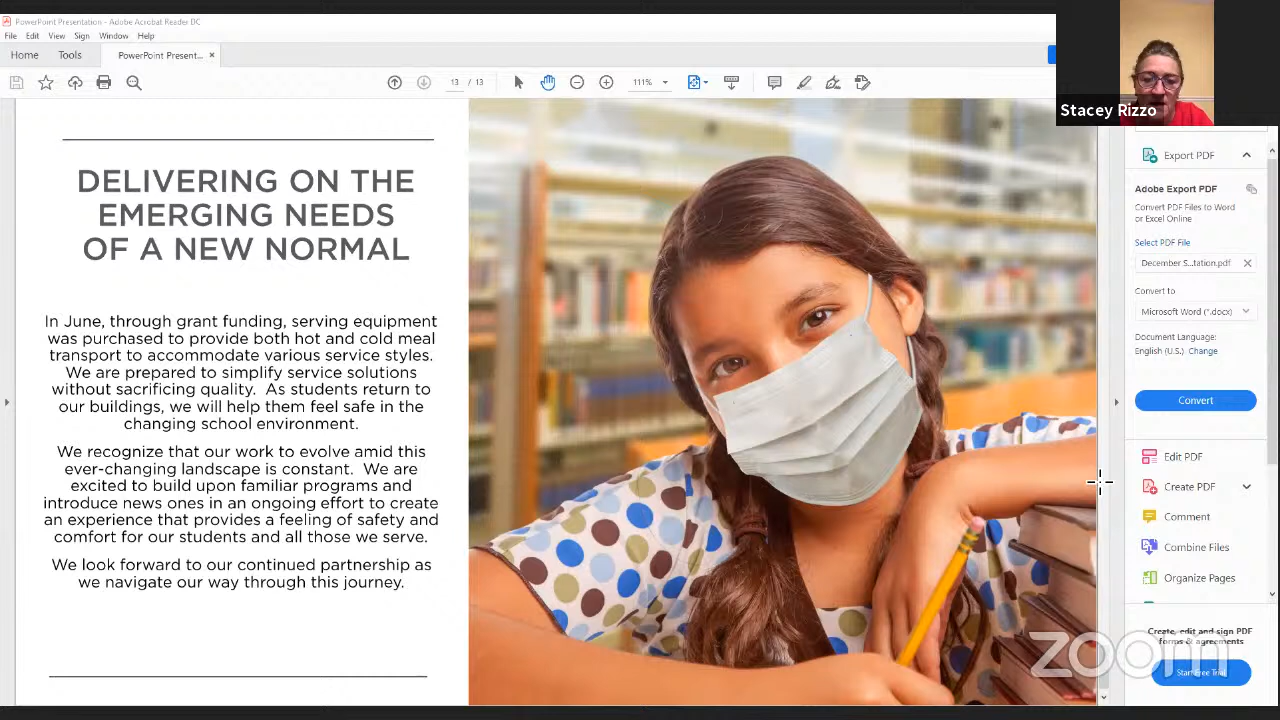 PowerPoint Presentation - Adobe Acrobat Reader DC
File Edit View Sign Window Help
Home Tools PowerPoint Present... ×
13 / 13 111%
Stacey Rizzo
DELIVERING ON THE
EMERGING NEEDS
OF A NEW NORMAL
In June, through grant funding, serving equipment
was purchased to provide both hot and cold meal
transport to accommodate various service styles.
We are prepared to simplify service solutions
without sacrificing quality. As students return to
our buildings, we will help them feel safe in the
changing school environment.
We recognize that our work to evolve amid this
ever-changing landscape is constant. We are
excited to build upon familiar programs and
introduce news ones in an ongoing effort to create
an experience that provides a feeling of safety and
comfort for our students and all those we serve.
We look forward to our continued partnership as
we navigate our way through this journey.
Export PDF
Adobe Export PDF
Convert PDF Files to Word
or Excel Online
Select PDF File
December S...tation.pdf
Convert to
Microsoft Word (*.docx)
Document Language:
English (U.S.) Change
Convert
Edit PDF
Create PDF
Comment
Combine Files
Organize Pages
Create, edit and sign PDF
forms & agreements
Start Free Trial
zoom